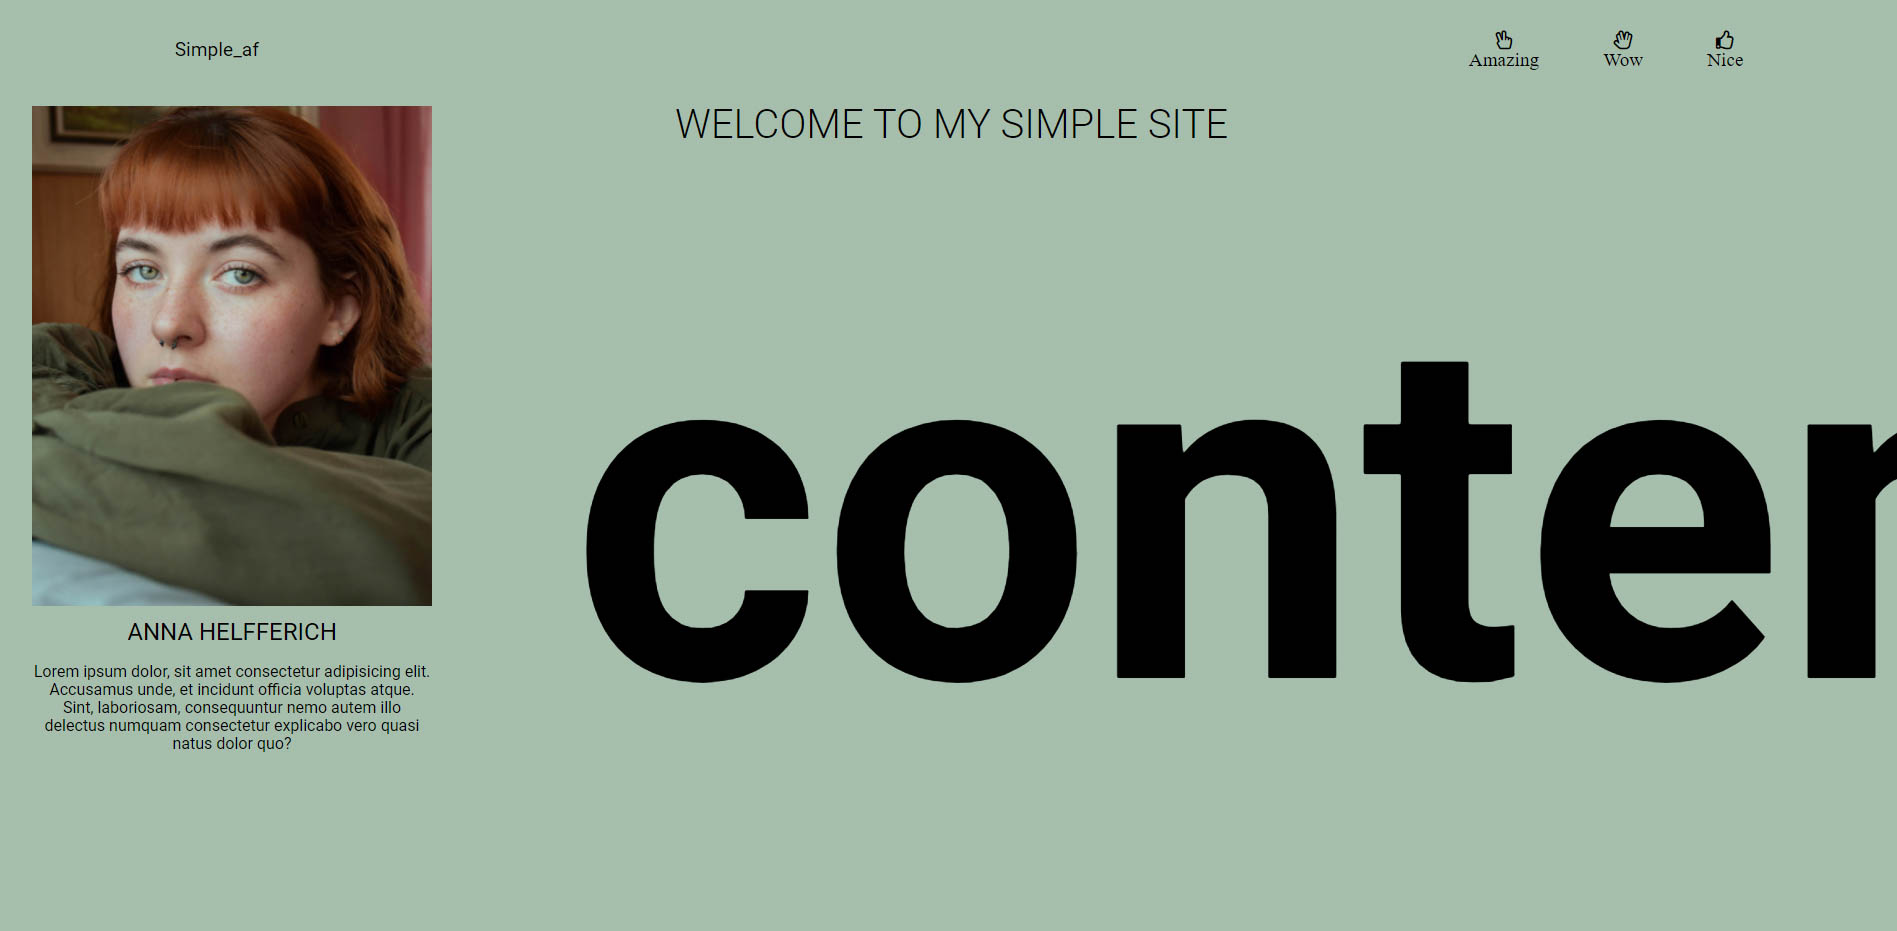 Simple_af
Amazing
Wow
Nice
WELCOME TO MY SIMPLE SITE
conten
ANNA HELFFERICH
Lorem ipsum dolor, sit amet consectetur adipisicing elit.
Accusamus unde, et incidunt officia voluptas atque.
Sint, laboriosam, consequuntur nemo autem illo
delectus numquam consectetur explicabo vero quasi
natus dolor quo?